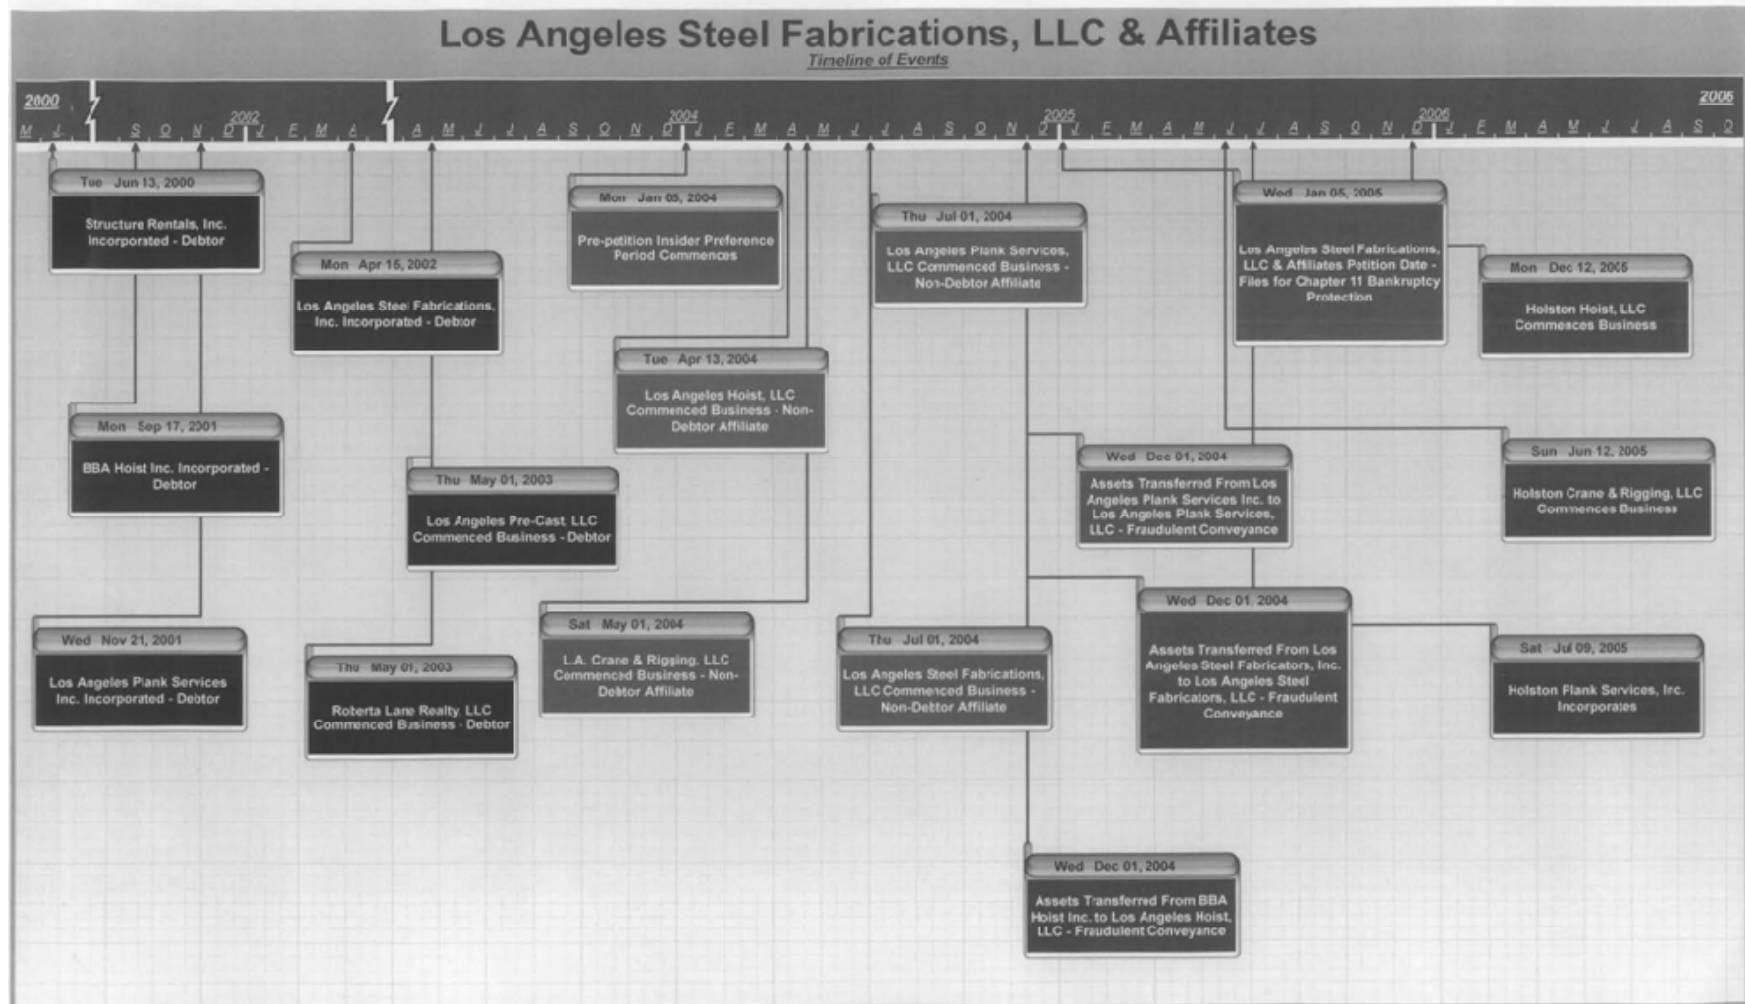 Los Angeles Steel Fabrications, LLC & Affiliates
Timeline of Events
2000
2002
2004
2005
2006
2006
M J S O N D J F M A A M J J A S O N D J F M A M J J A S O N D J F M A M J J A S O N D J F M A M J J A S O
Tue Jun 13, 2000
Structure Rentals, Inc.
Incorporated - Debtor
Mon Sep 17, 2001
BBA Hoist Inc. Incorporated -
Debtor
Wed Nov 21, 2001
Los Angeles Plank Services
Inc. Incorporated - Debtor
Mon Apr 15, 2002
Los Angeles Steel Fabrications,
Inc. Incorporated - Debtor
Thu May 01, 2003
Los Angeles Pre-Cast, LLC
Commenced Business - Debtor
Thu May 01, 2003
Roberta Lane Realty, LLC
Commenced Business - Debtor
Mon Jan 05, 2004
Pre-petition Insider Preference
Period Commences
Tue Apr 13, 2004
Los Angeles Hoist, LLC
Commenced Business - Non-
Debtor Affiliate
Sat May 01, 2004
L.A. Crane & Rigging, LLC
Commenced Business - Non-
Debtor Affiliate
Thu Jul 01, 2004
Los Angeles Plank Services,
LLC Commenced Business -
Non-Debtor Affiliate
Thu Jul 01, 2004
Los Angeles Steel Fabrications,
LLC Commenced Business -
Non-Debtor Affiliate
Wed Dec 01, 2004
Assets Transferred From Los
Angeles Plank Services Inc. to
Los Angeles Plank Services,
LLC - Fraudulent Conveyance
Wed Dec 01, 2004
Assets Transferred From Los
Angeles Steel Fabricators, Inc.
to Los Angeles Steel
Fabricators, LLC - Fraudulent
Conveyance
Wed Dec 01, 2004
Assets Transferred From BBA
Hoist Inc. to Los Angeles Hoist,
LLC - Fraudulent Conveyance
Wed Jan 05, 2005
Los Angeles Steel Fabrications,
LLC & Affiliates Petition Date -
Files for Chapter 11 Bankruptcy
Protection
Mon Dec 12, 2005
Holston Hoist, LLC
Commences Business
Sun Jun 12, 2005
Holston Crane & Rigging, LLC
Commences Business
Sat Jul 09, 2005
Holston Plank Services, Inc.
Incorporates